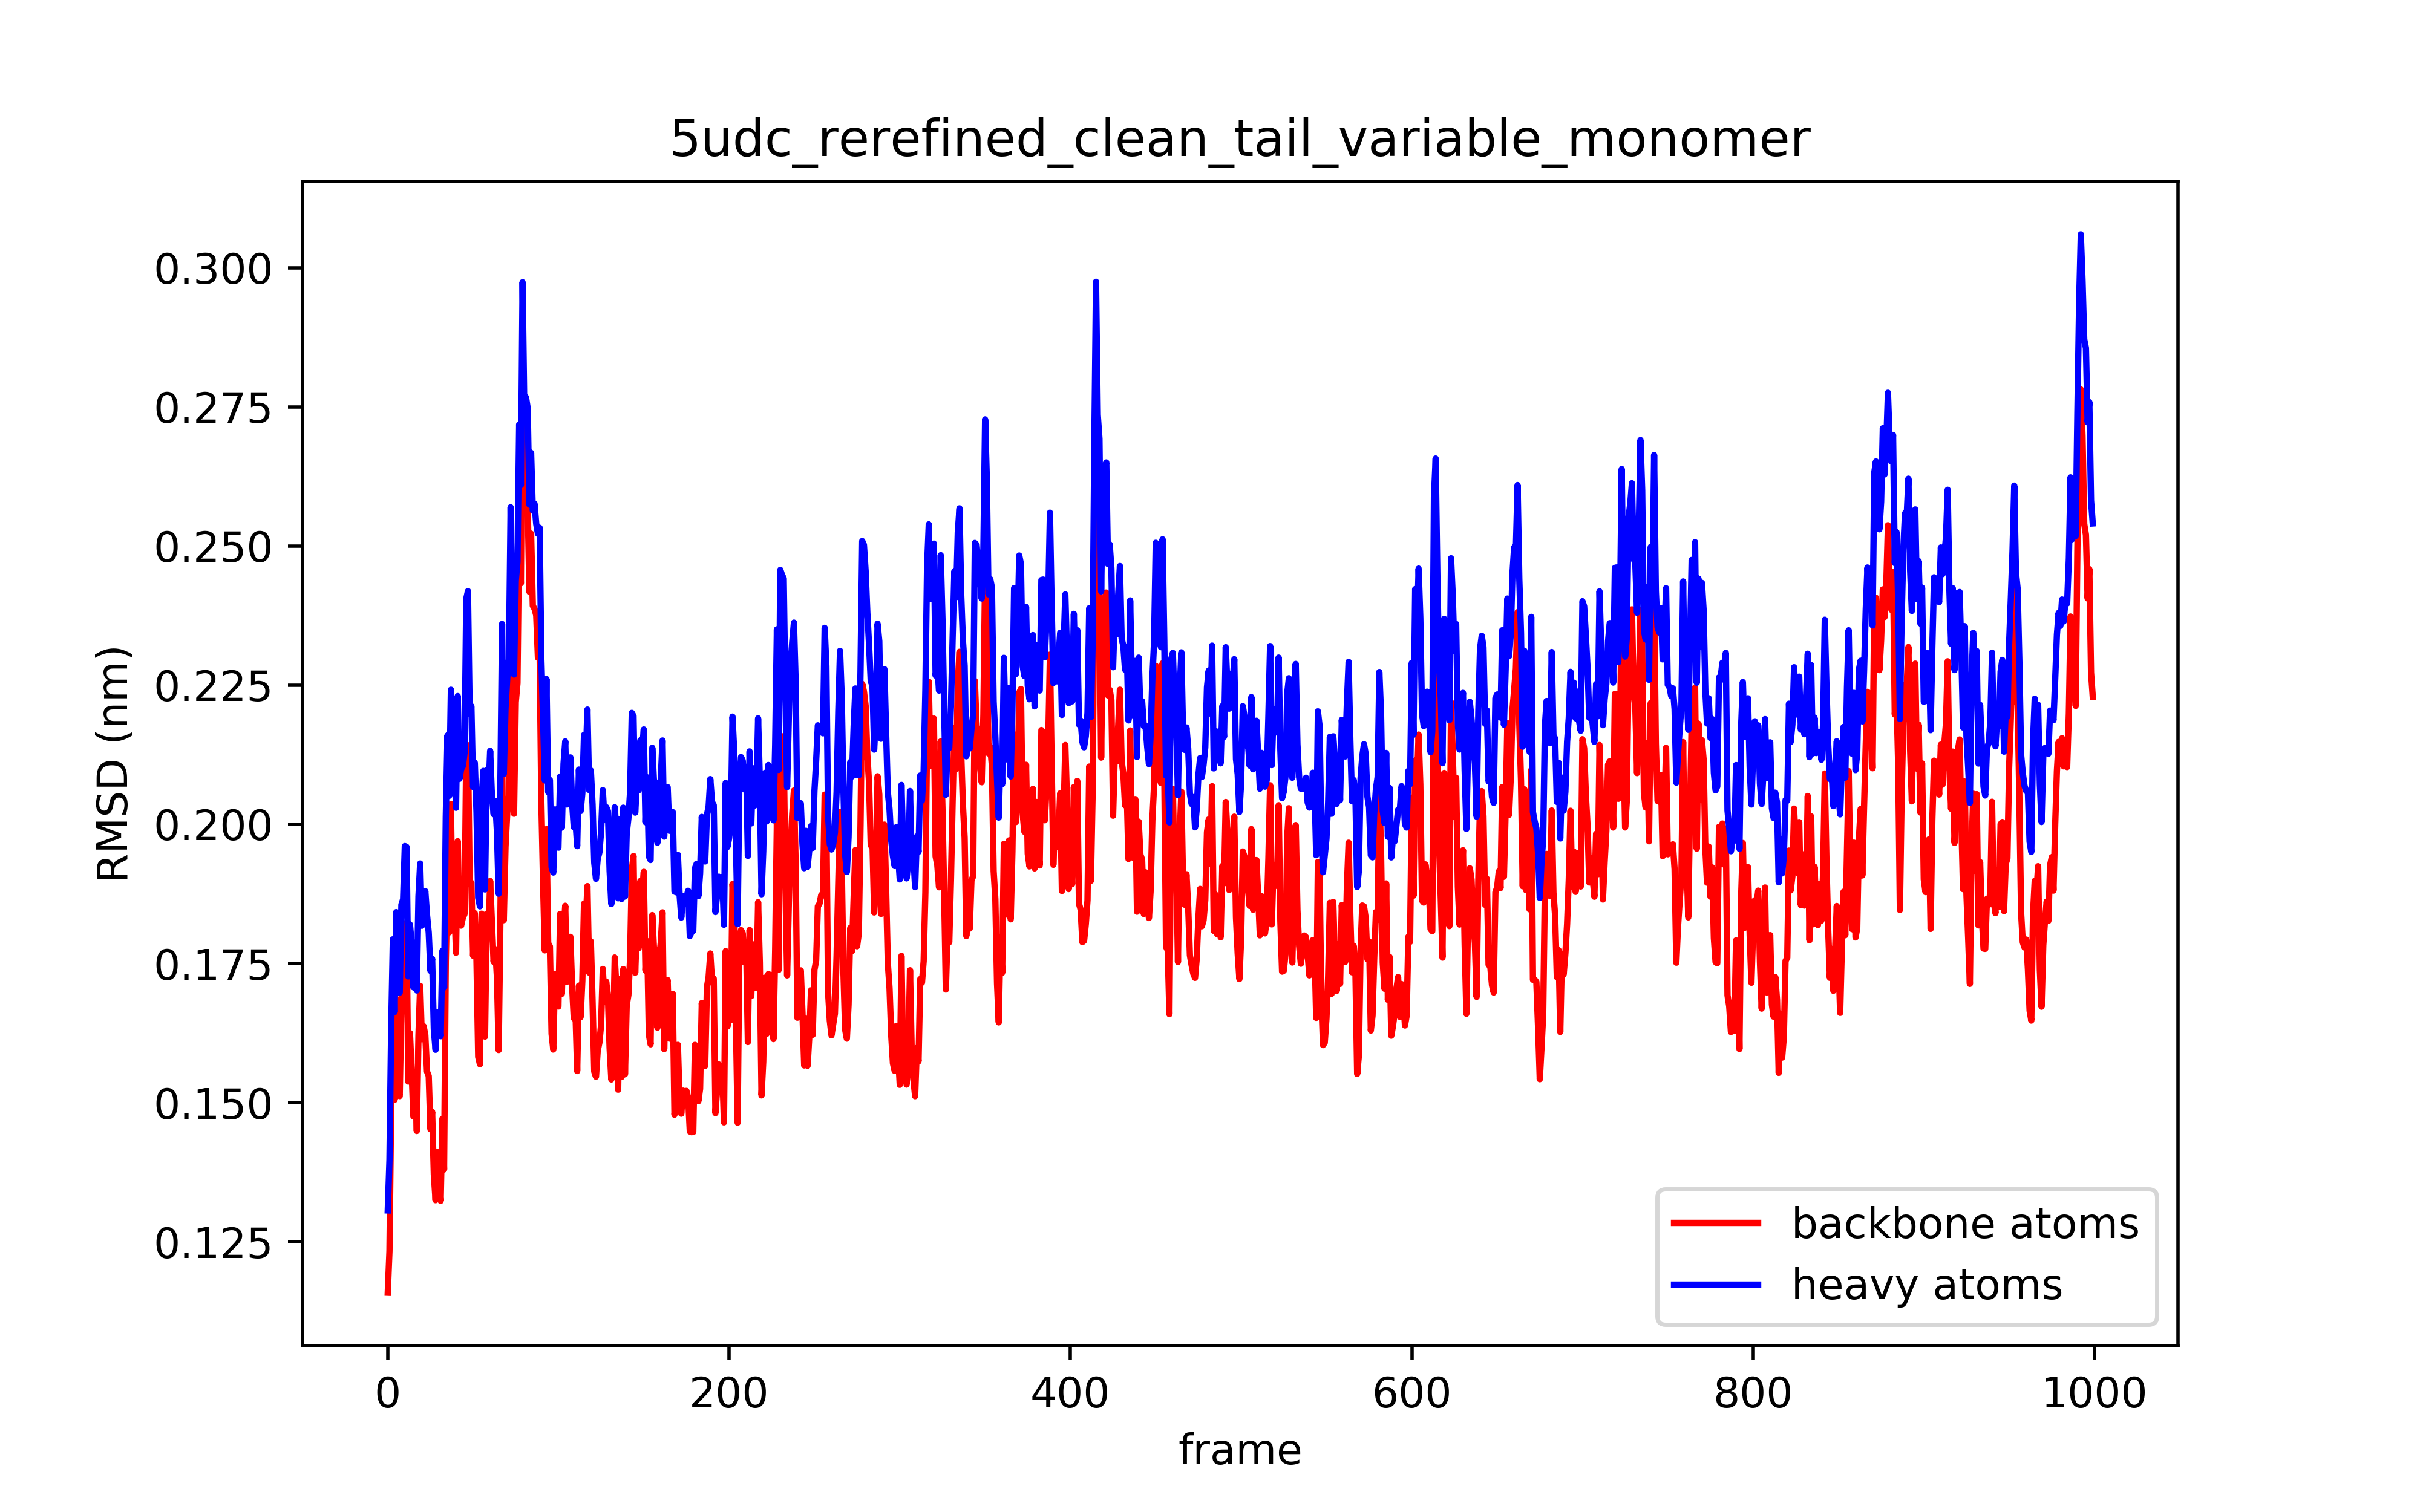 5udc_rerefined_clean_tail_variable_monomer
RMSD (nm)
0.300
0.275
0.250
0.225
0.200
0.175
0.150
0.125
0 200 400 600 800 1000
frame
backbone atoms
heavy atoms